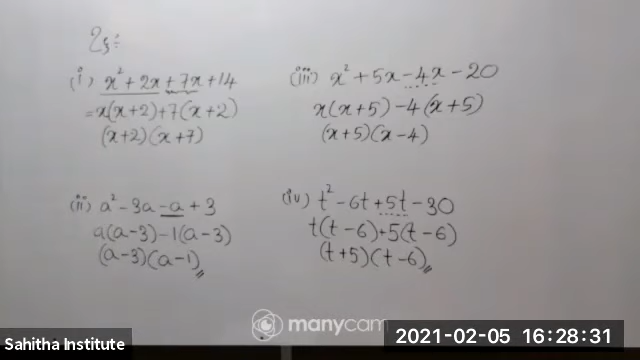 (i) x² + 2x + 7x + 14
= x(x+2) + 7(x+2)
(x+2)(x+7)
(ii) a² - 3a - a + 3
a(a-3) - 1(a-3)
(a-3)(a-1)
(iii) x² + 5x - 4x - 20
x(x+5) - 4(x+5)
(x+5)(x-4)
(iv) t² - 6t + 5t - 30
t(t-6) + 5(t-6)
(t+5)(t-6)
manycam
Sahitha Institute
2021-02-05 16:28:31